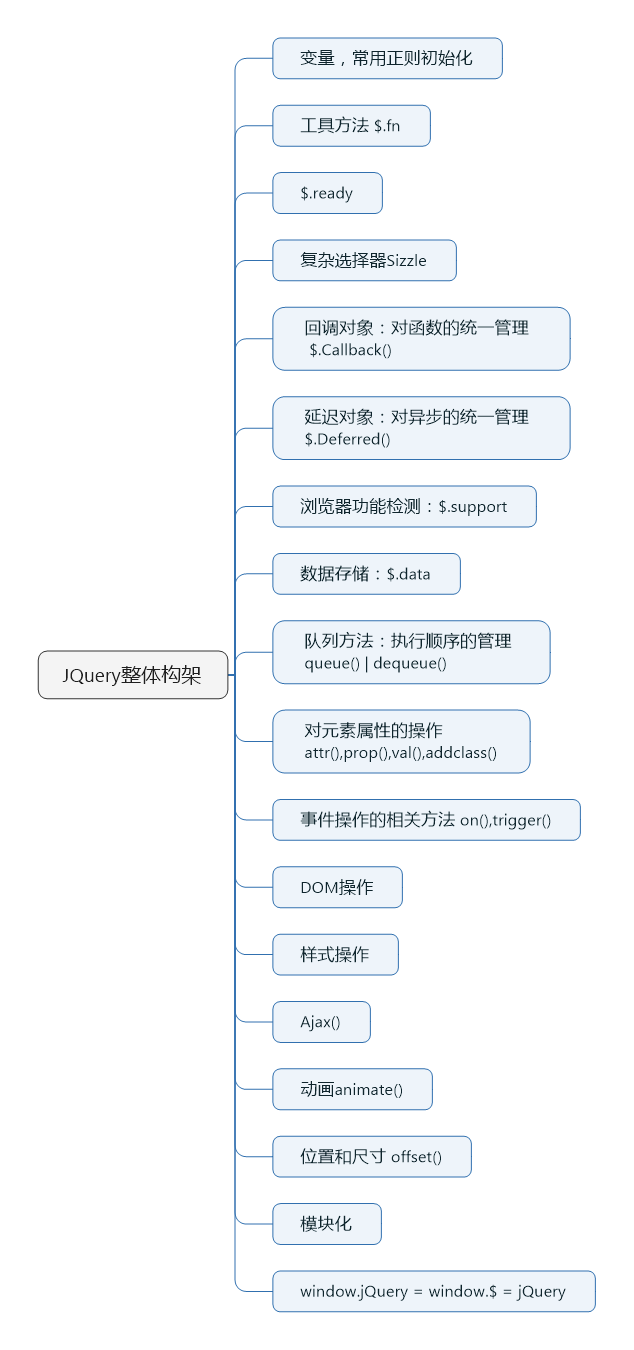 变量，常用正则初始化
工具方法 $.fn
$.ready
复杂选择器Sizzle
回调对象：对函数的统一管理
$.Callback()
延迟对象：对异步的统一管理
$.Deferred()
浏览器功能检测：$.support
数据存储：$.data
队列方法：执行顺序的管理
queue() | dequeue()
JQuery整体构架
对元素属性的操作
attr(),prop(),val(),addclass()
事件操作的相关方法 on(),trigger()
DOM操作
样式操作
Ajax()
动画animate()
位置和尺寸 offset()
模块化
window.jQuery = window.$ = jQuery